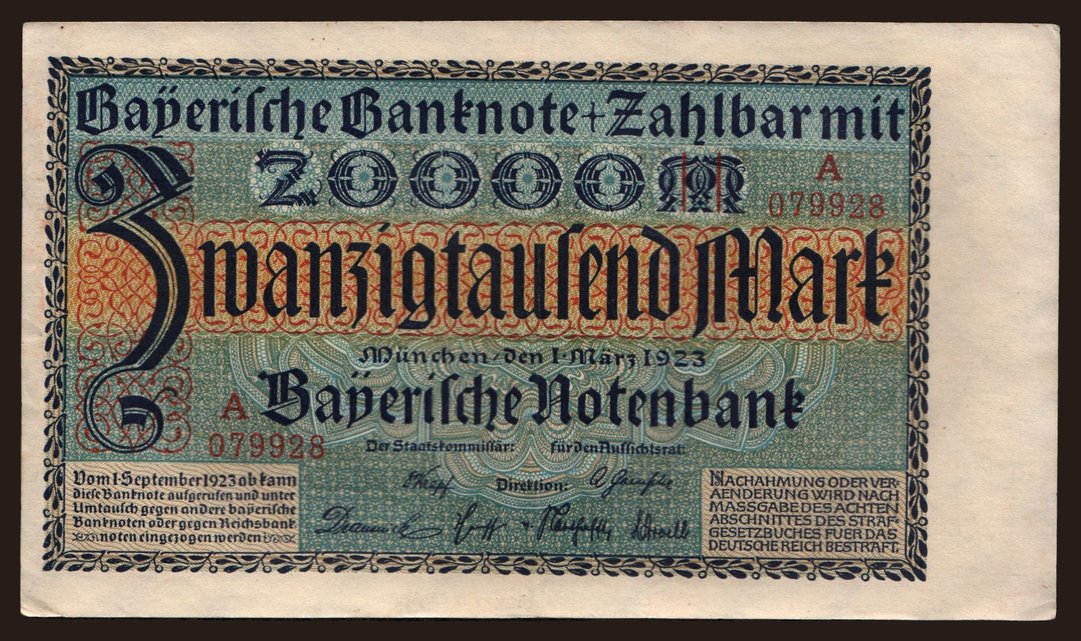 Bayerische Banknote + Zahlbar mit
20000 M
A
079928
Zwanzigtausend Mark
München, den 1. März 1923
Bayerische Notenbank
A
079928
Der Staatskommissär: für den Aufsichtsrat:
Direktion:
Vom 1. September 1923 ab kann
diese Banknote aufgerufen und unter
Umtausch gegen andere bayerische
Banknoten oder gegen Reichsbank-
noten eingezogen werden
NACHAHMUNG ODER VER-
AENDERUNG WIRD NACH
MASSGABE DES ACHTEN
ABSCHNITTES DES STRAF-
GESETZBUCHES FUER DAS
DEUTSCHE REICH BESTRAFT.